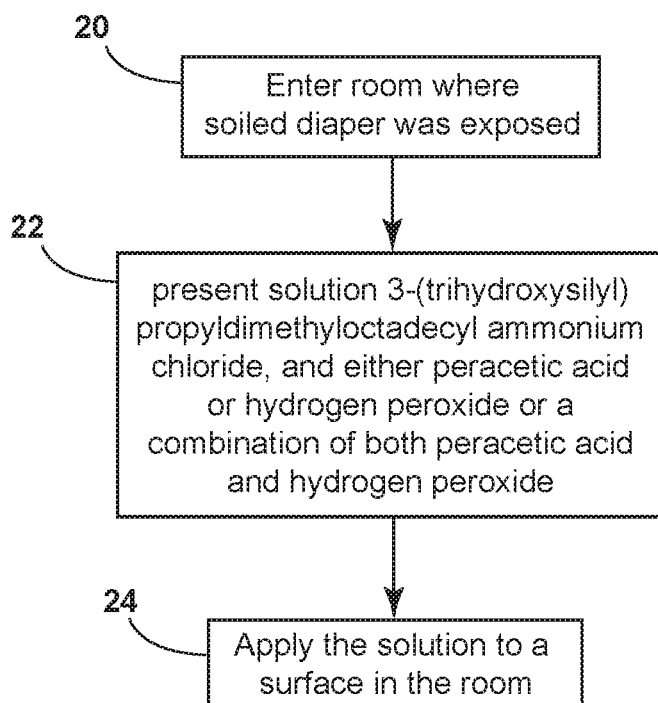 20
Enter room where
soiled diaper was exposed
22
present solution 3-(trihydroxysilyl)
propyldimethyloctadecyl ammonium
chloride, and either peracetic acid
or hydrogen peroxide or a
combination of both peracetic acid
and hydrogen peroxide
24
Apply the solution to a
surface in the room